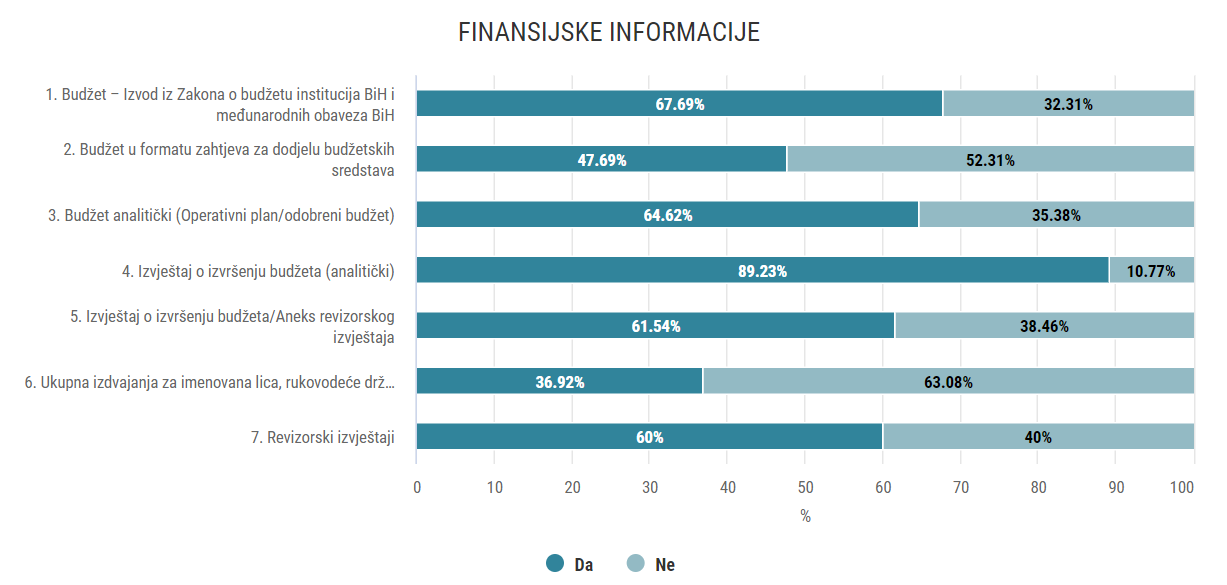 FINANSIJSKE INFORMACIJE
1. Budžet – Izvod iz Zakona o budžetu institucija BiH i
međunarodnih obaveza BiH
67.69%
32.31%
2. Budžet u formatu zahtjeva za dodjelu budžetskih
sredstava
47.69%
52.31%
3. Budžet analitički (Operativni plan/odobreni budžet)
64.62%
35.38%
4. Izvještaj o izvršenju budžeta (analitički)
89.23%
10.77%
5. Izvještaj o izvršenju budžeta/Aneks revizorskog
izvještaja
61.54%
38.46%
6. Ukupna izdvajanja za imenovana lica, rukovodeće drž...
36.92%
63.08%
7. Revizorski izvještaji
60%
40%
0 10 20 30 40 50 60 70 80 90 100
%
Da Ne